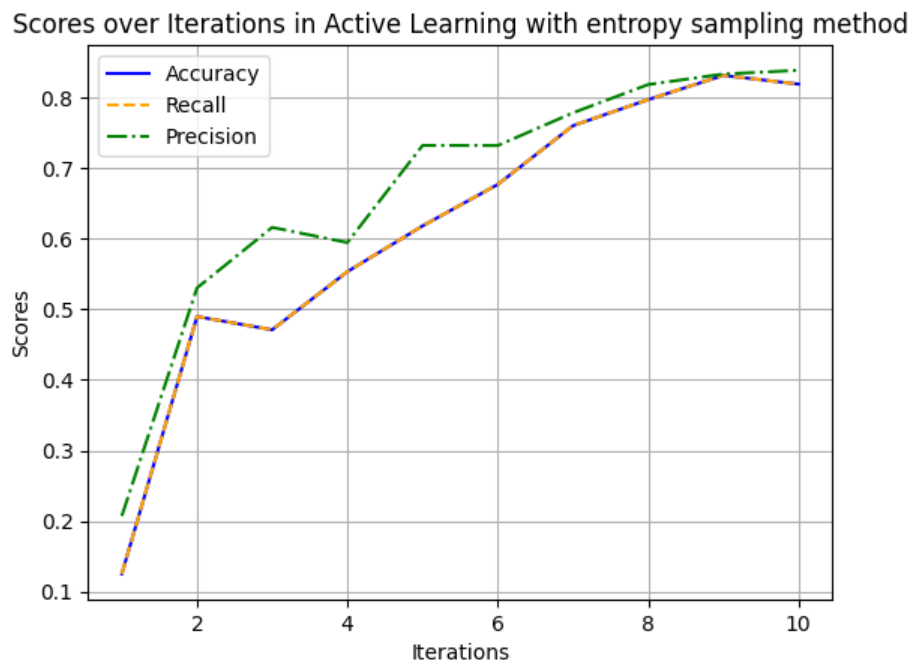 Scores over Iterations in Active Learning with entropy sampling method
Accuracy
Recall
Precision
0.8
0.7
0.6
0.5
0.4
0.3
0.2
0.1
Scores
2 4 6 8 10
Iterations